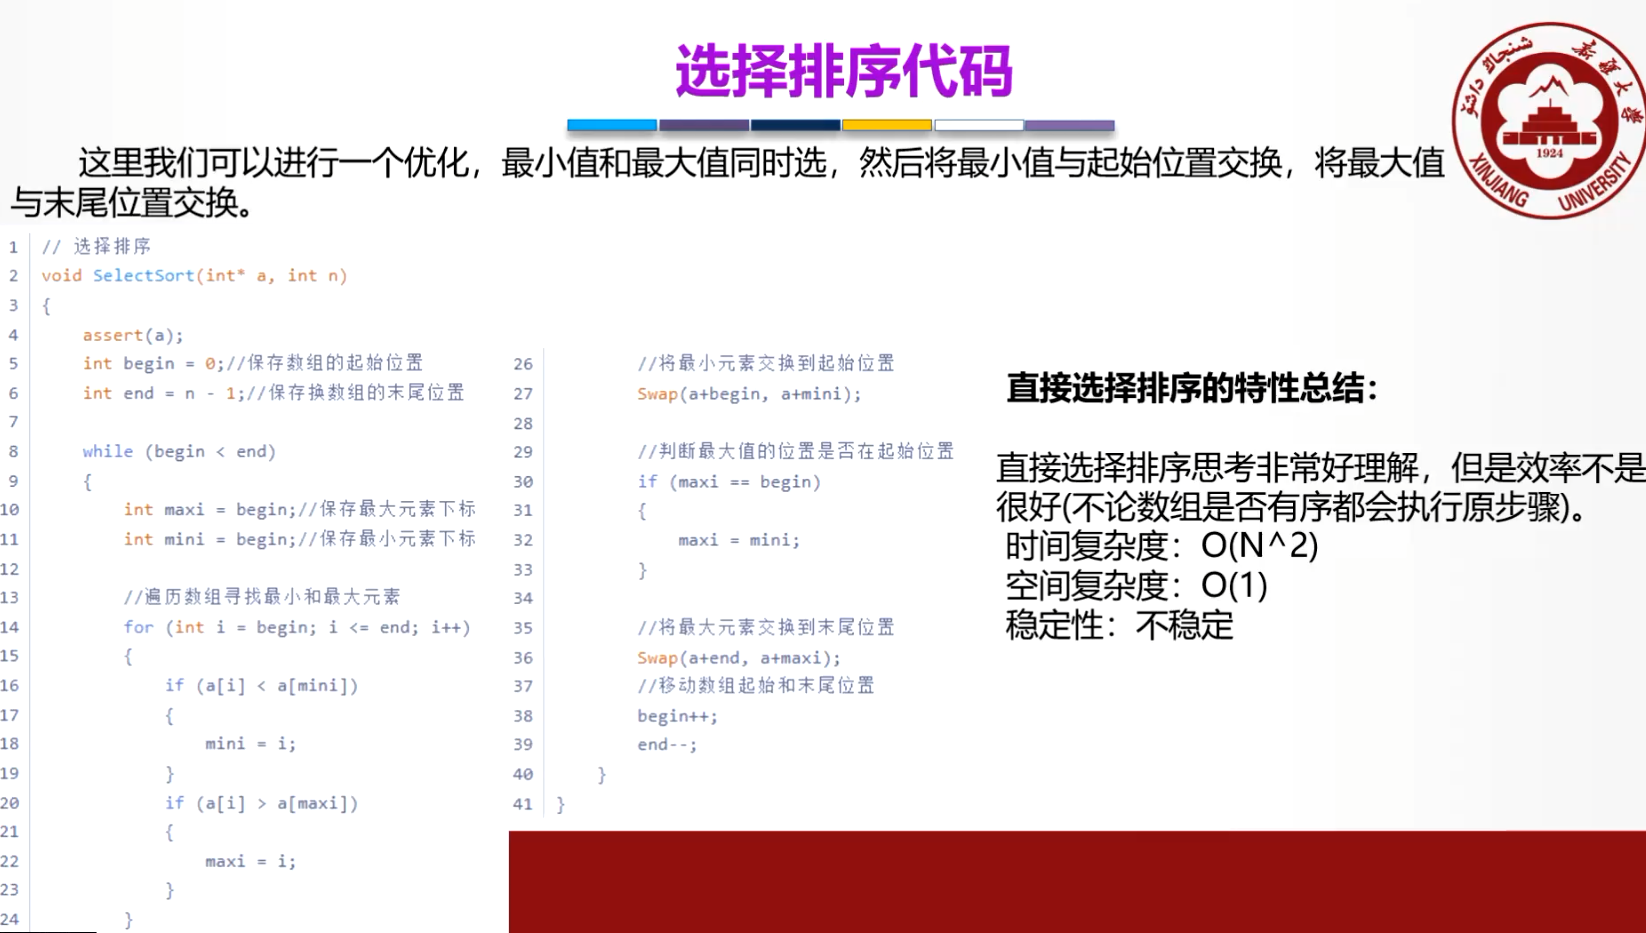 选择排序代码
这里我们可以进行一个优化，最小值和最大值同时选，然后将最小值与起始位置交换，将最大值
与末尾位置交换。
新疆大学
1924
XINJIANG UNIVERSITY
1 // 选择排序
2 void SelectSort(int* a, int n)
3 {
4 assert(a);
5 int begin = 0;//保存数组的起始位置
6 int end = n - 1;//保存换数组的末尾位置
7
8 while (begin < end)
9 {
10 int maxi = begin;//保存最大元素下标
11 int mini = begin;//保存最小元素下标
12
13 //遍历数组寻找最小和最大元素
14 for (int i = begin; i <= end; i++)
15 {
16 if (a[i] < a[mini])
17 {
18 mini = i;
19 }
20 if (a[i] > a[maxi])
21 {
22 maxi = i;
23 }
24 }
26 //将最小元素交换到起始位置
27 Swap(a+begin, a+mini);
28
29 //判断最大值的位置是否在起始位置
30 if (maxi == begin)
31 {
32 maxi = mini;
33 }
34
35 //将最大元素交换到末尾位置
36 Swap(a+end, a+maxi);
37 //移动数组起始和末尾位置
38 begin++;
39 end--;
40 }
41 }
直接选择排序的特性总结：
直接选择排序思考非常好理解，但是效率不是
很好(不论数组是否有序都会执行原步骤)。
时间复杂度：O(N^2)
空间复杂度：O(1)
稳定性：不稳定